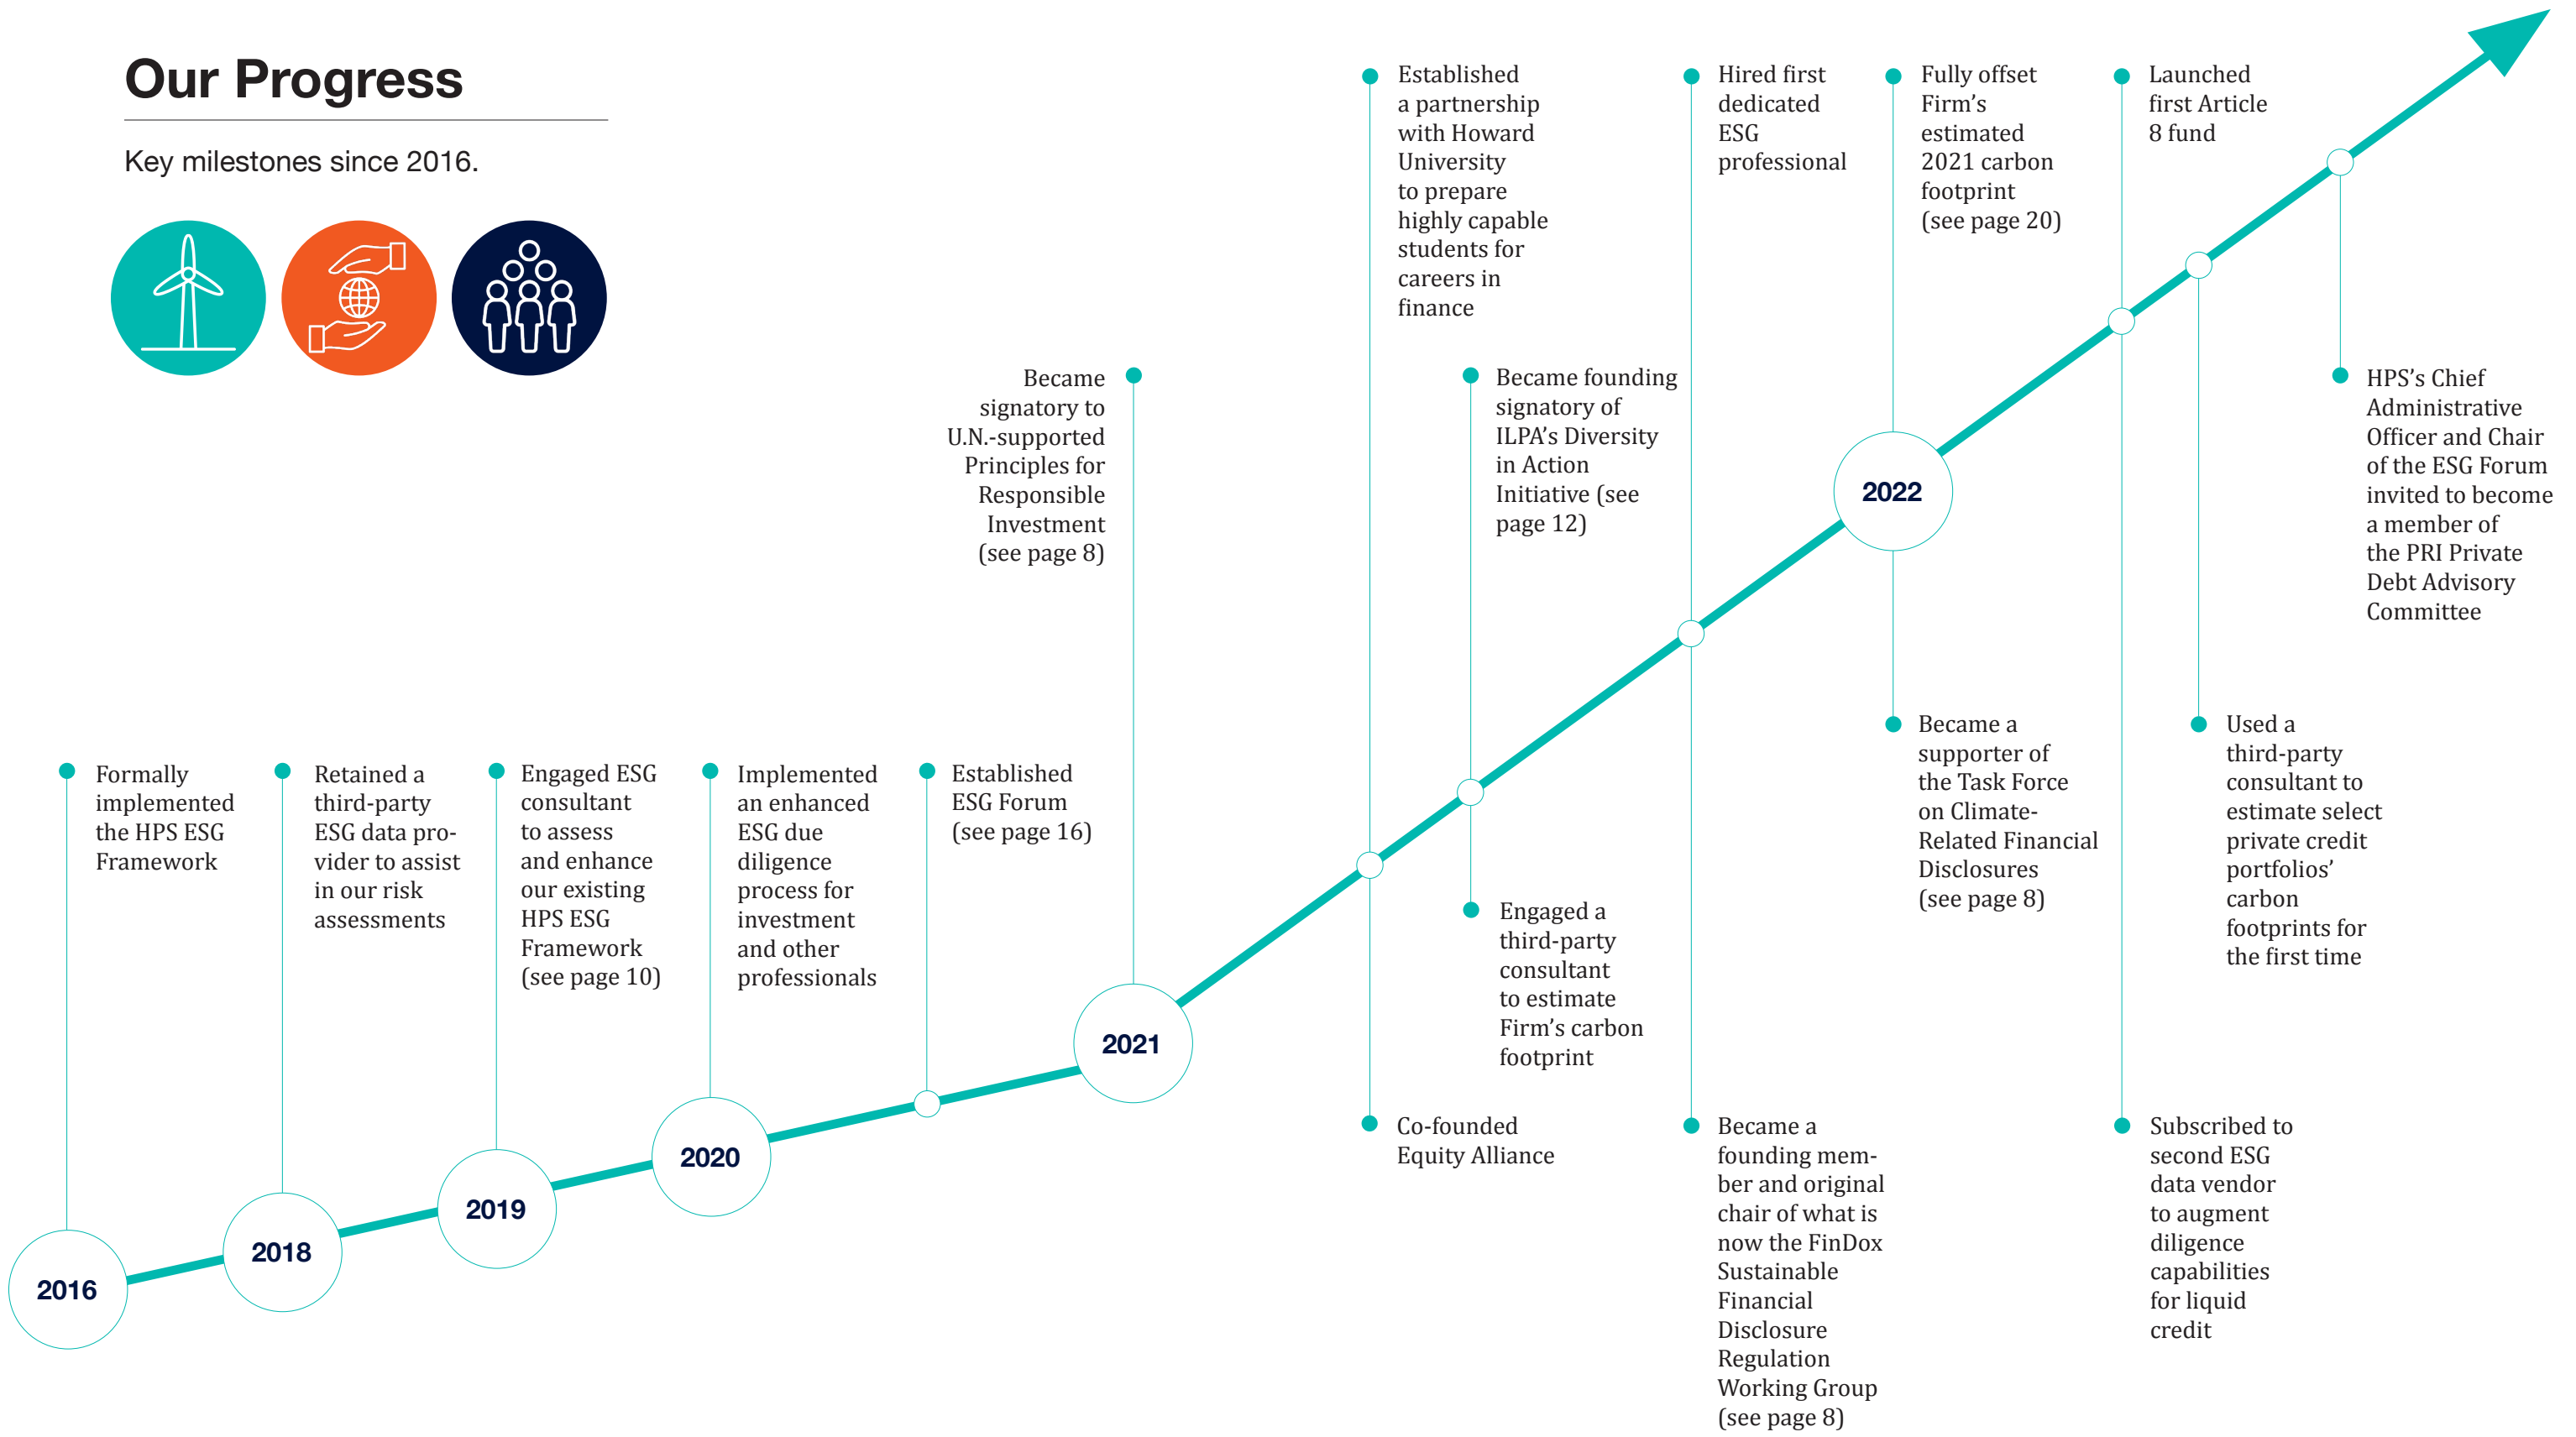 Our Progress
Key milestones since 2016.
2016
Formally
implemented
the HPS ESG
Framework
2018
Retained a
third-party
ESG data pro-
vider to assist
in our risk
assessments
2019
Engaged ESG
consultant
to assess
and enhance
our existing
HPS ESG
Framework
(see page 10)
2020
Implemented
an enhanced
ESG due
diligence
process for
investment
and other
professionals
Established
ESG Forum
(see page 16)
2021
Became
signatory to
U.N.-supported
Principles for
Responsible
Investment
(see page 8)
Established
a partnership
with Howard
University
to prepare
highly capable
students for
careers in
finance
Co-founded
Equity Alliance
Became founding
signatory of
ILPA’s Diversity
in Action
Initiative (see
page 12)
Engaged a
third-party
consultant
to estimate
Firm’s carbon
footprint
Hired first
dedicated
ESG
professional
Became a
founding mem-
ber and original
chair of what is
now the FinDox
Sustainable
Financial
Disclosure
Regulation
Working Group
(see page 8)
2022
Fully offset
Firm’s
estimated
2021 carbon
footprint
(see page 20)
Became a
supporter of
the Task Force
on Climate-
Related Financial
Disclosures
(see page 8)
Launched
first Article
8 fund
Subscribed to
second ESG
data vendor
to augment
diligence
capabilities
for liquid
credit
Used a
third-party
consultant to
estimate select
private credit
portfolios’
carbon
footprints for
the first time
HPS’s Chief
Administrative
Officer and Chair
of the ESG Forum
invited to become
a member of
the PRI Private
Debt Advisory
Committee